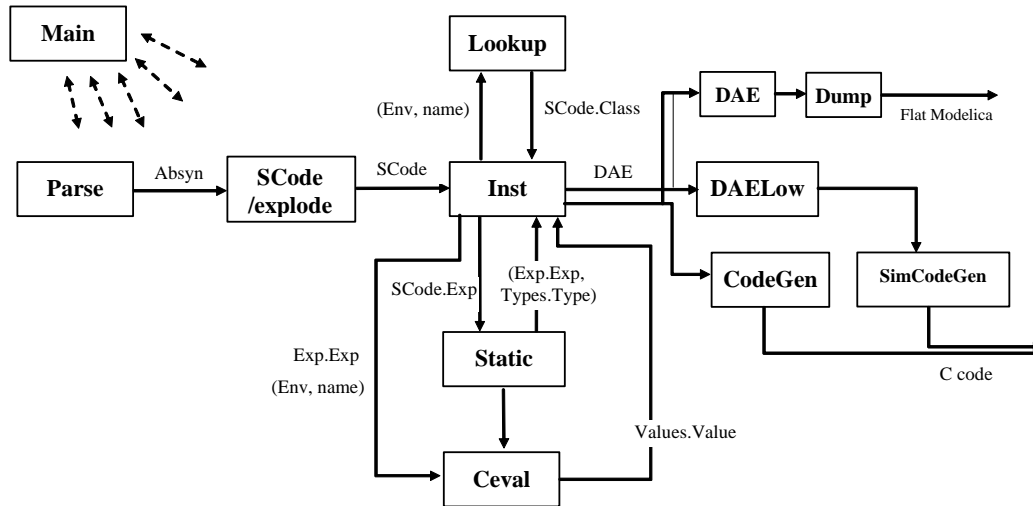 Main
Lookup
(Env, name)
SCode.Class
DAE
Dump
Flat Modelica
Parse
Absyn
SCode
/explode
SCode
Inst
DAE
DAELow
SCode.Exp
(Exp.Exp,
Types.Type)
CodeGen
SimCodeGen
Exp.Exp
(Env, name)
Static
C code
Values.Value
Ceval